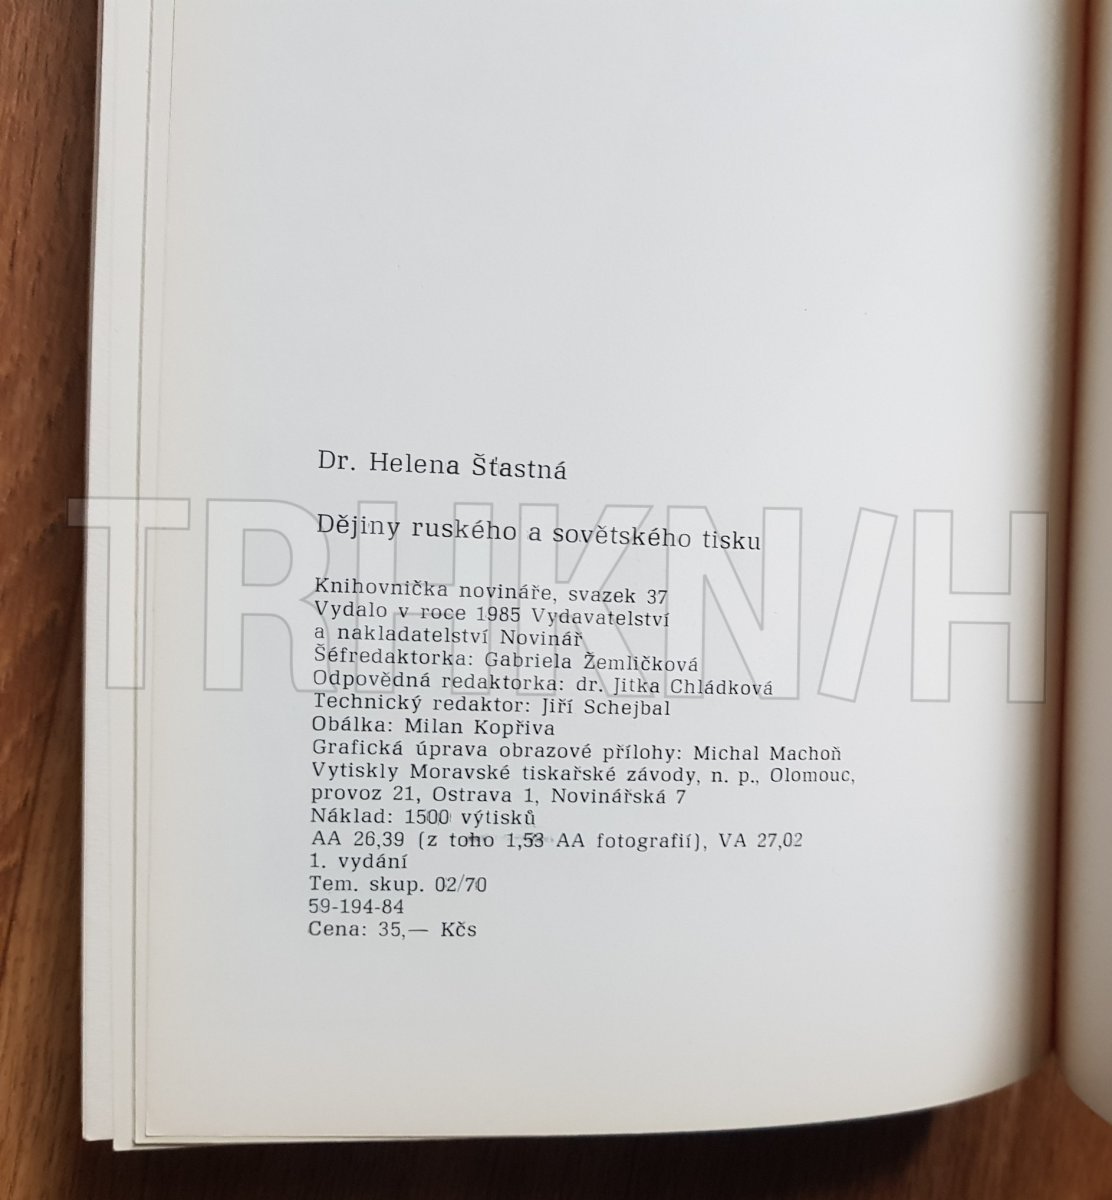 Dr. Helena Šťastná
Dějiny ruského a sovětského tisku
Knihovnička novináře, svazek 37
Vydalo v roce 1985 Vydavatelství
a nakladatelství Novinář
Šéfredaktorka: Gabriela Žemličková
Odpovědná redaktorka: dr. Jitka Chládková
Technický redaktor: Jiří Schejbal
Obálka: Milan Kopřiva
Grafická úprava obrazové přílohy: Michal Machoň
Vytiskly Moravské tiskařské závody, n. p., Olomouc,
provoz 21, Ostrava 1, Novinářská 7
Náklad: 1500 výtisků
AA 26,39 (z toho 1,53 AA fotografií), VA 27,02
1. vydání
Tem. skup. 02/70
59-194-84
Cena: 35,— Kčs
TRHKN/H